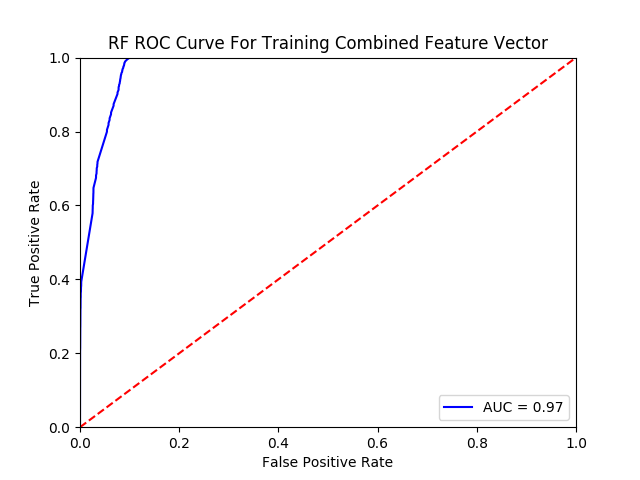 RF ROC Curve For Training Combined Feature Vector
1.0
0.8
0.6
0.4
0.2
0.0
True Positive Rate
0.0 0.2 0.4 0.6 0.8 1.0
False Positive Rate
AUC = 0.97